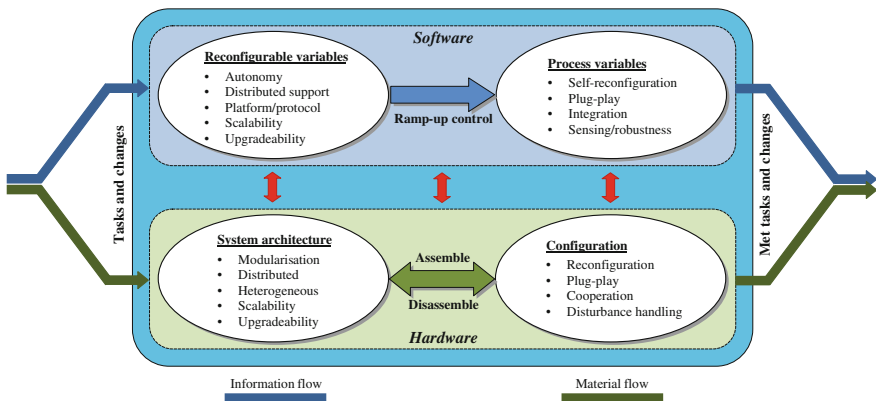 Software
Reconfigurable variables
• Autonomy
• Distributed support
• Platform/protocol
• Scalability
• Upgradeability
Ramp-up control
Process variables
• Self-reconfiguration
• Plug-play
• Integration
• Sensing/robustness
Tasks and changes
Met tasks and changes
System architecture
• Modularisation
• Distributed
• Heterogeneous
• Scalability
• Upgradeability
Assemble
Disassemble
Configuration
• Reconfiguration
• Plug-play
• Cooperation
• Disturbance handling
Hardware
Information flow
Material flow